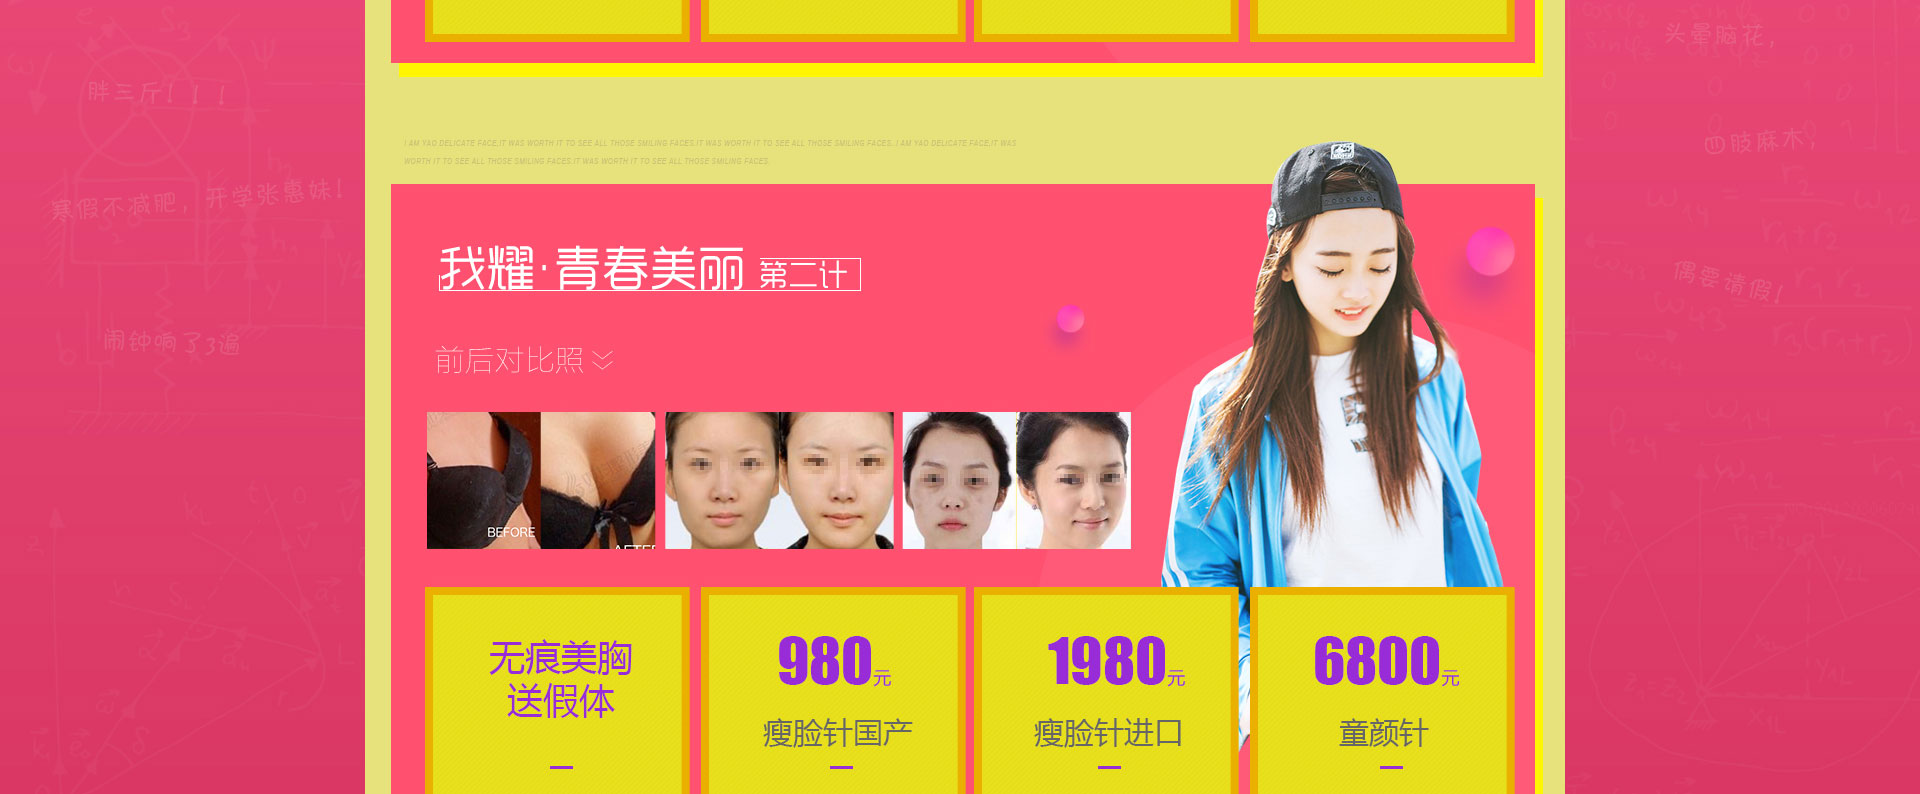 头晕脑花，
胖三斤！！！
四肢麻木，
I AM YAO DELICATE FACE,IT WAS WORTH IT TO SEE ALL THOSE SMILING FACES.IT WAS WORTH IT TO SEE ALL THOSE SMILING FACES. I AM YAO DELICATE FACE,IT WAS
WORTH IT TO SEE ALL THOSE SMILING FACES.IT WAS WORTH IT TO SEE ALL THOSE SMILING FACES.
寒假不减肥，开学张惠妹！
我耀·青春美丽 第二计
偶要请假！
闹钟响了3遍
前后对比照
BEFORE
无痕美胸
送假体
980元
瘦脸针国产
1980元
瘦脸针进口
6800元
童颜针